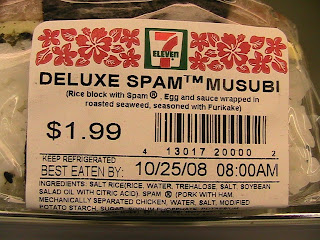 7
ELEVEN
DELUXE SPAM™ MUSUBI
(Rice block with Spam ®, Egg and sauce wrapped in
roasted seaweed, seasoned with Furikake)
$1.99
4 13017 20000 2
KEEP REFRIGERATED
BEST EATEN BY: 10/25/08 08:00AM
INGREDIENTS: SALT RICE(RICE, WATER, TREHALOSE, SALT, SOYBEAN
SALAD OIL WITH CITRIC ACID), SPAM ® (PORK WITH HAM,
MECHANICALLY SEPARATED CHICKEN, WATER, SALT, MODIFIED
POTATO STARCH, SUGAR,